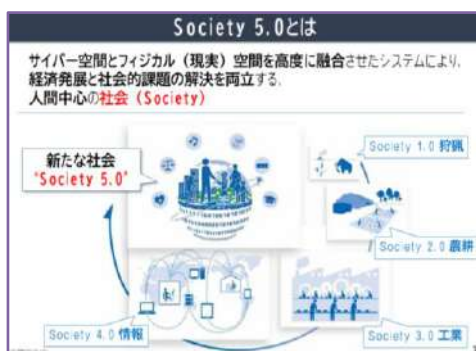 Society 5.0とは
サイバー空間とフィジカル（現実）空間を高度に融合させたシステムにより，
経済発展と社会的課題の解決を両立する，
人間中心の社会（Society）
新たな社会
"Society 5.0"
Society 1.0 狩猟
Society 2.0 農耕
Society 3.0 工業
Society 4.0 情報